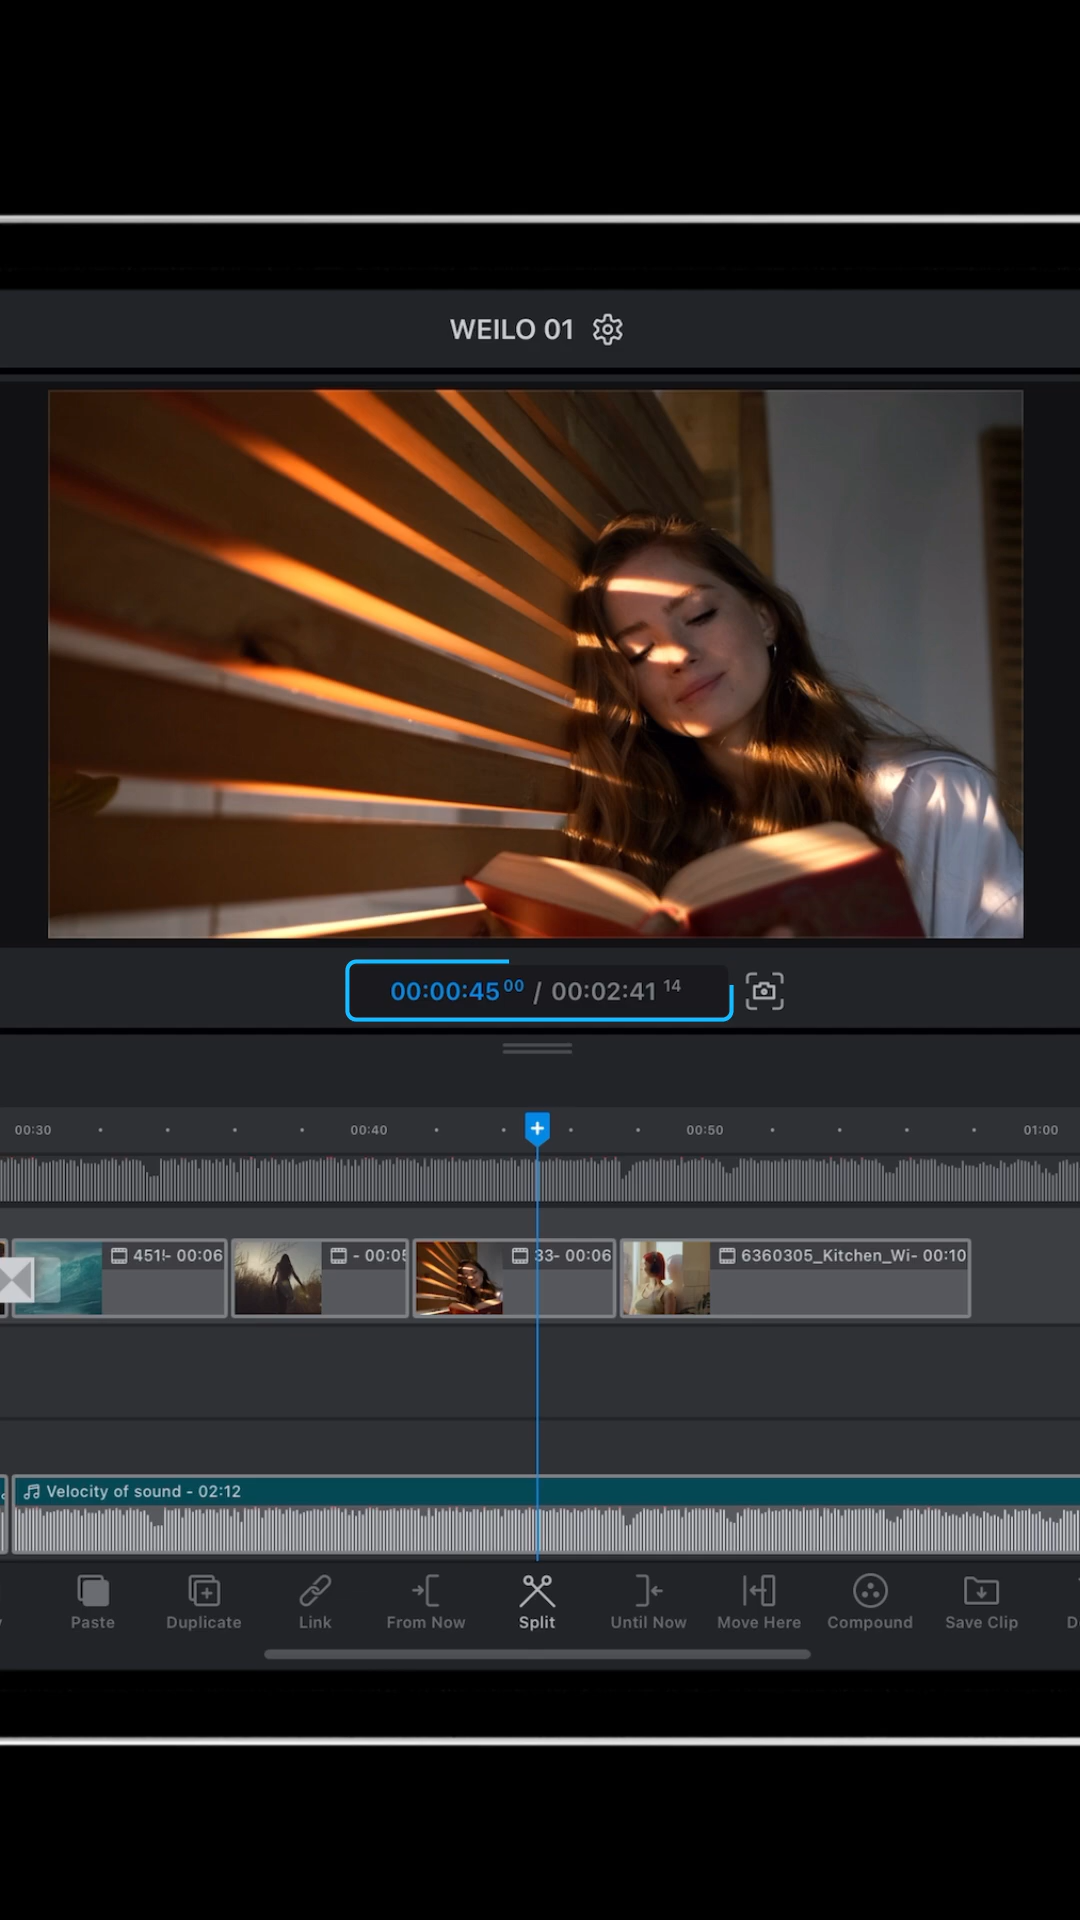 WEILO 01
00:00:45 00 / 00:02:41 14
00:30 00:40 00:50 01:00
451!- 00:06 - 00:05 33- 00:06 6360305_Kitchen_Wi- 00:10
Velocity of sound - 02:12
Paste Duplicate Link From Now Split Until Now Move Here Compound Save Clip